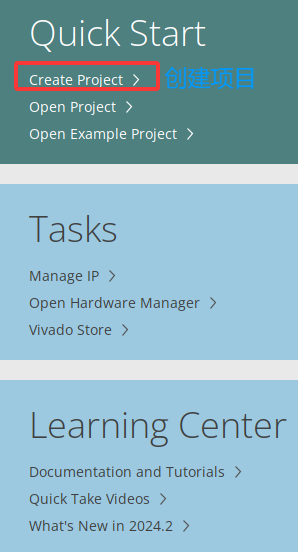 Quick Start
Create Project > 创建项目
Open Project >
Open Example Project >
Tasks
Manage IP >
Open Hardware Manager >
Vivado Store >
Learning Center
Documentation and Tutorials >
Quick Take Videos >
What's New in 2024.2 >